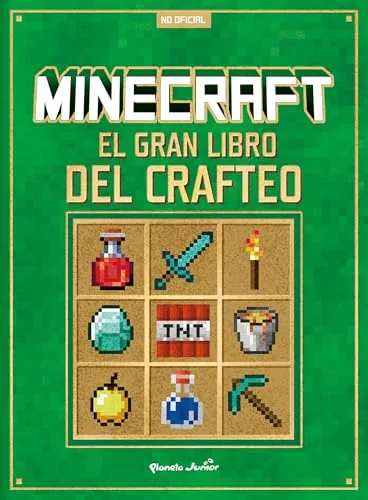 NO OFICIAL
MINECRAFT
EL GRAN LIBRO
DEL CRAFTEO
TNT
Planeta Junior